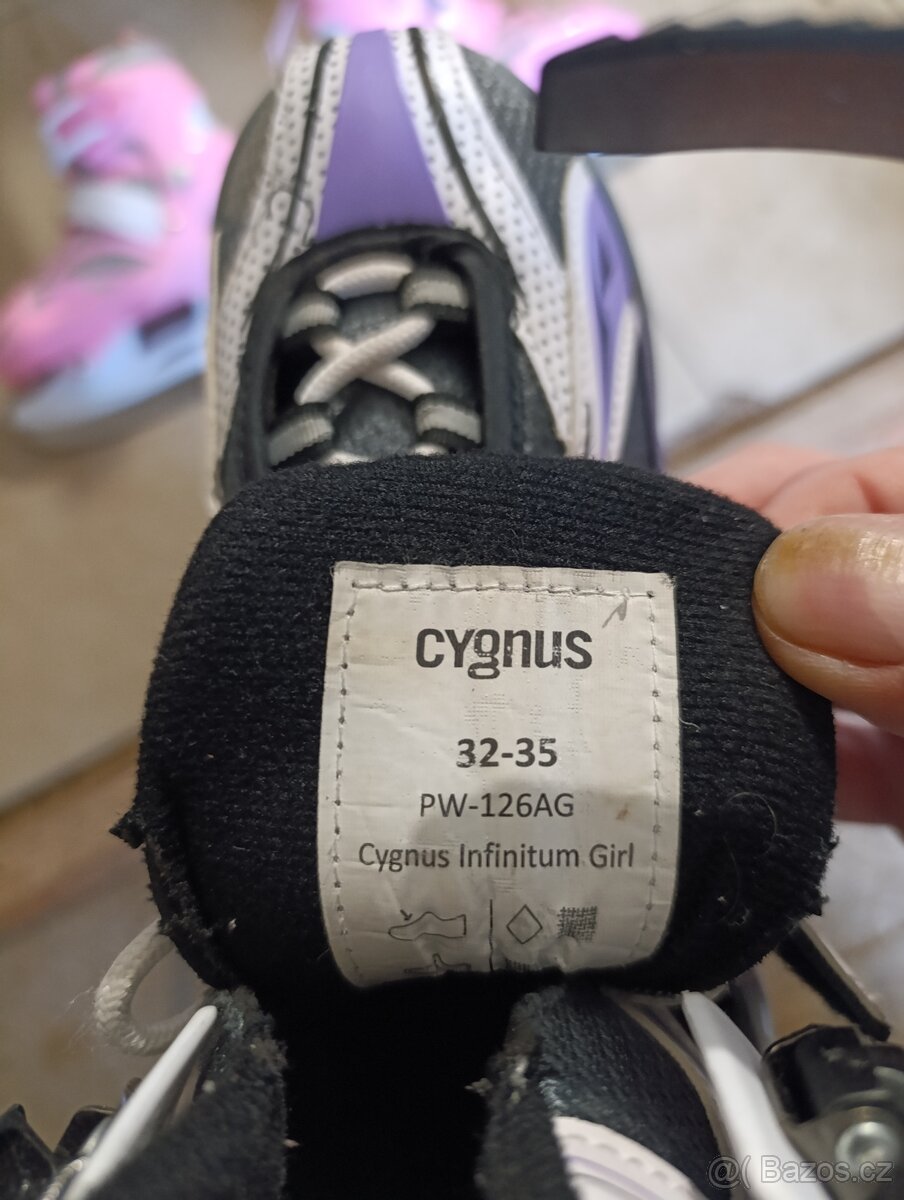 cygnus
32-35
PW-126AG
Cygnus Infinitum Girl
@( Bazos.cz